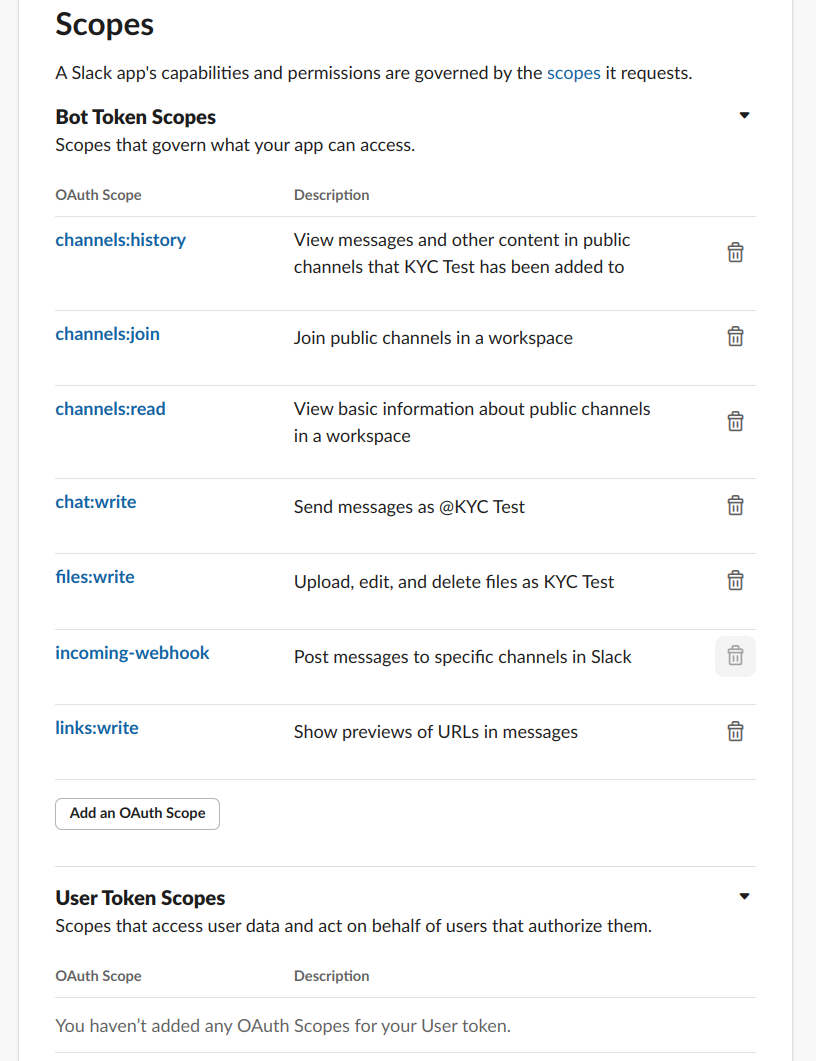 Scopes
A Slack app's capabilities and permissions are governed by the scopes it requests.
Bot Token Scopes
Scopes that govern what your app can access.
OAuth Scope Description
channels:history View messages and other content in public
channels that KYC Test has been added to
channels:join Join public channels in a workspace
channels:read View basic information about public channels
in a workspace
chat:write Send messages as @KYC Test
files:write Upload, edit, and delete files as KYC Test
incoming-webhook Post messages to specific channels in Slack
links:write Show previews of URLs in messages
Add an OAuth Scope
User Token Scopes
Scopes that access user data and act on behalf of users that authorize them.
OAuth Scope Description
You haven’t added any OAuth Scopes for your User token.